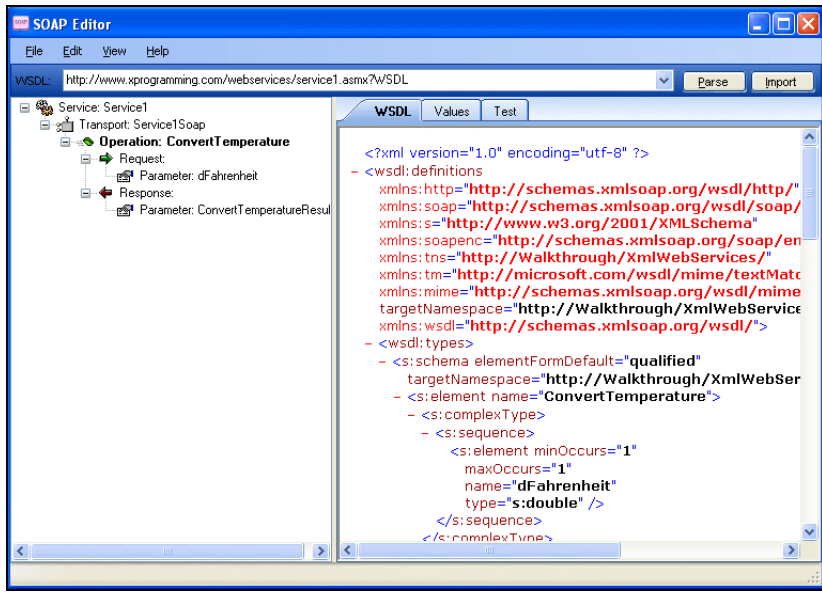 SOAP Editor
File Edit View Help
WSDL: http://www.xprogramming.com/webservices/service1.asmx?WSDL Parse Import
Service: Service1
Transport: Service1Soap
Operation: ConvertTemperature
Request:
Parameter: dFahrenheit
Response:
Parameter: ConvertTemperatureResul
WSDL Values Test
<?xml version="1.0" encoding="utf-8" ?>
- <wsdl:definitions
xmlns:http="http://schemas.xmlsoap.org/wsdl/http/"
xmlns:soap="http://schemas.xmlsoap.org/wsdl/soap/
xmlns:s="http://www.w3.org/2001/XMLSchema"
xmlns:soapenc="http://schemas.xmlsoap.org/soap/en
xmlns:tns="http://Walkthrough/XmlWebServices/"
xmlns:tm="http://microsoft.com/wsdl/mime/textMatc
xmlns:mime="http://schemas.xmlsoap.org/wsdl/mime
targetNamespace="http://Walkthrough/XmlWebService
xmlns:wsdl="http://schemas.xmlsoap.org/wsdl/">
- <wsdl:types>
- <s:schema elementFormDefault="qualified"
targetNamespace="http://Walkthrough/XmlWebSer
- <s:element name="ConvertTemperature">
- <s:complexType>
- <s:sequence>
<s:element minOccurs="1"
maxOccurs="1"
name="dFahrenheit"
type="s:double" />
</s:sequence>
</s:complexType>